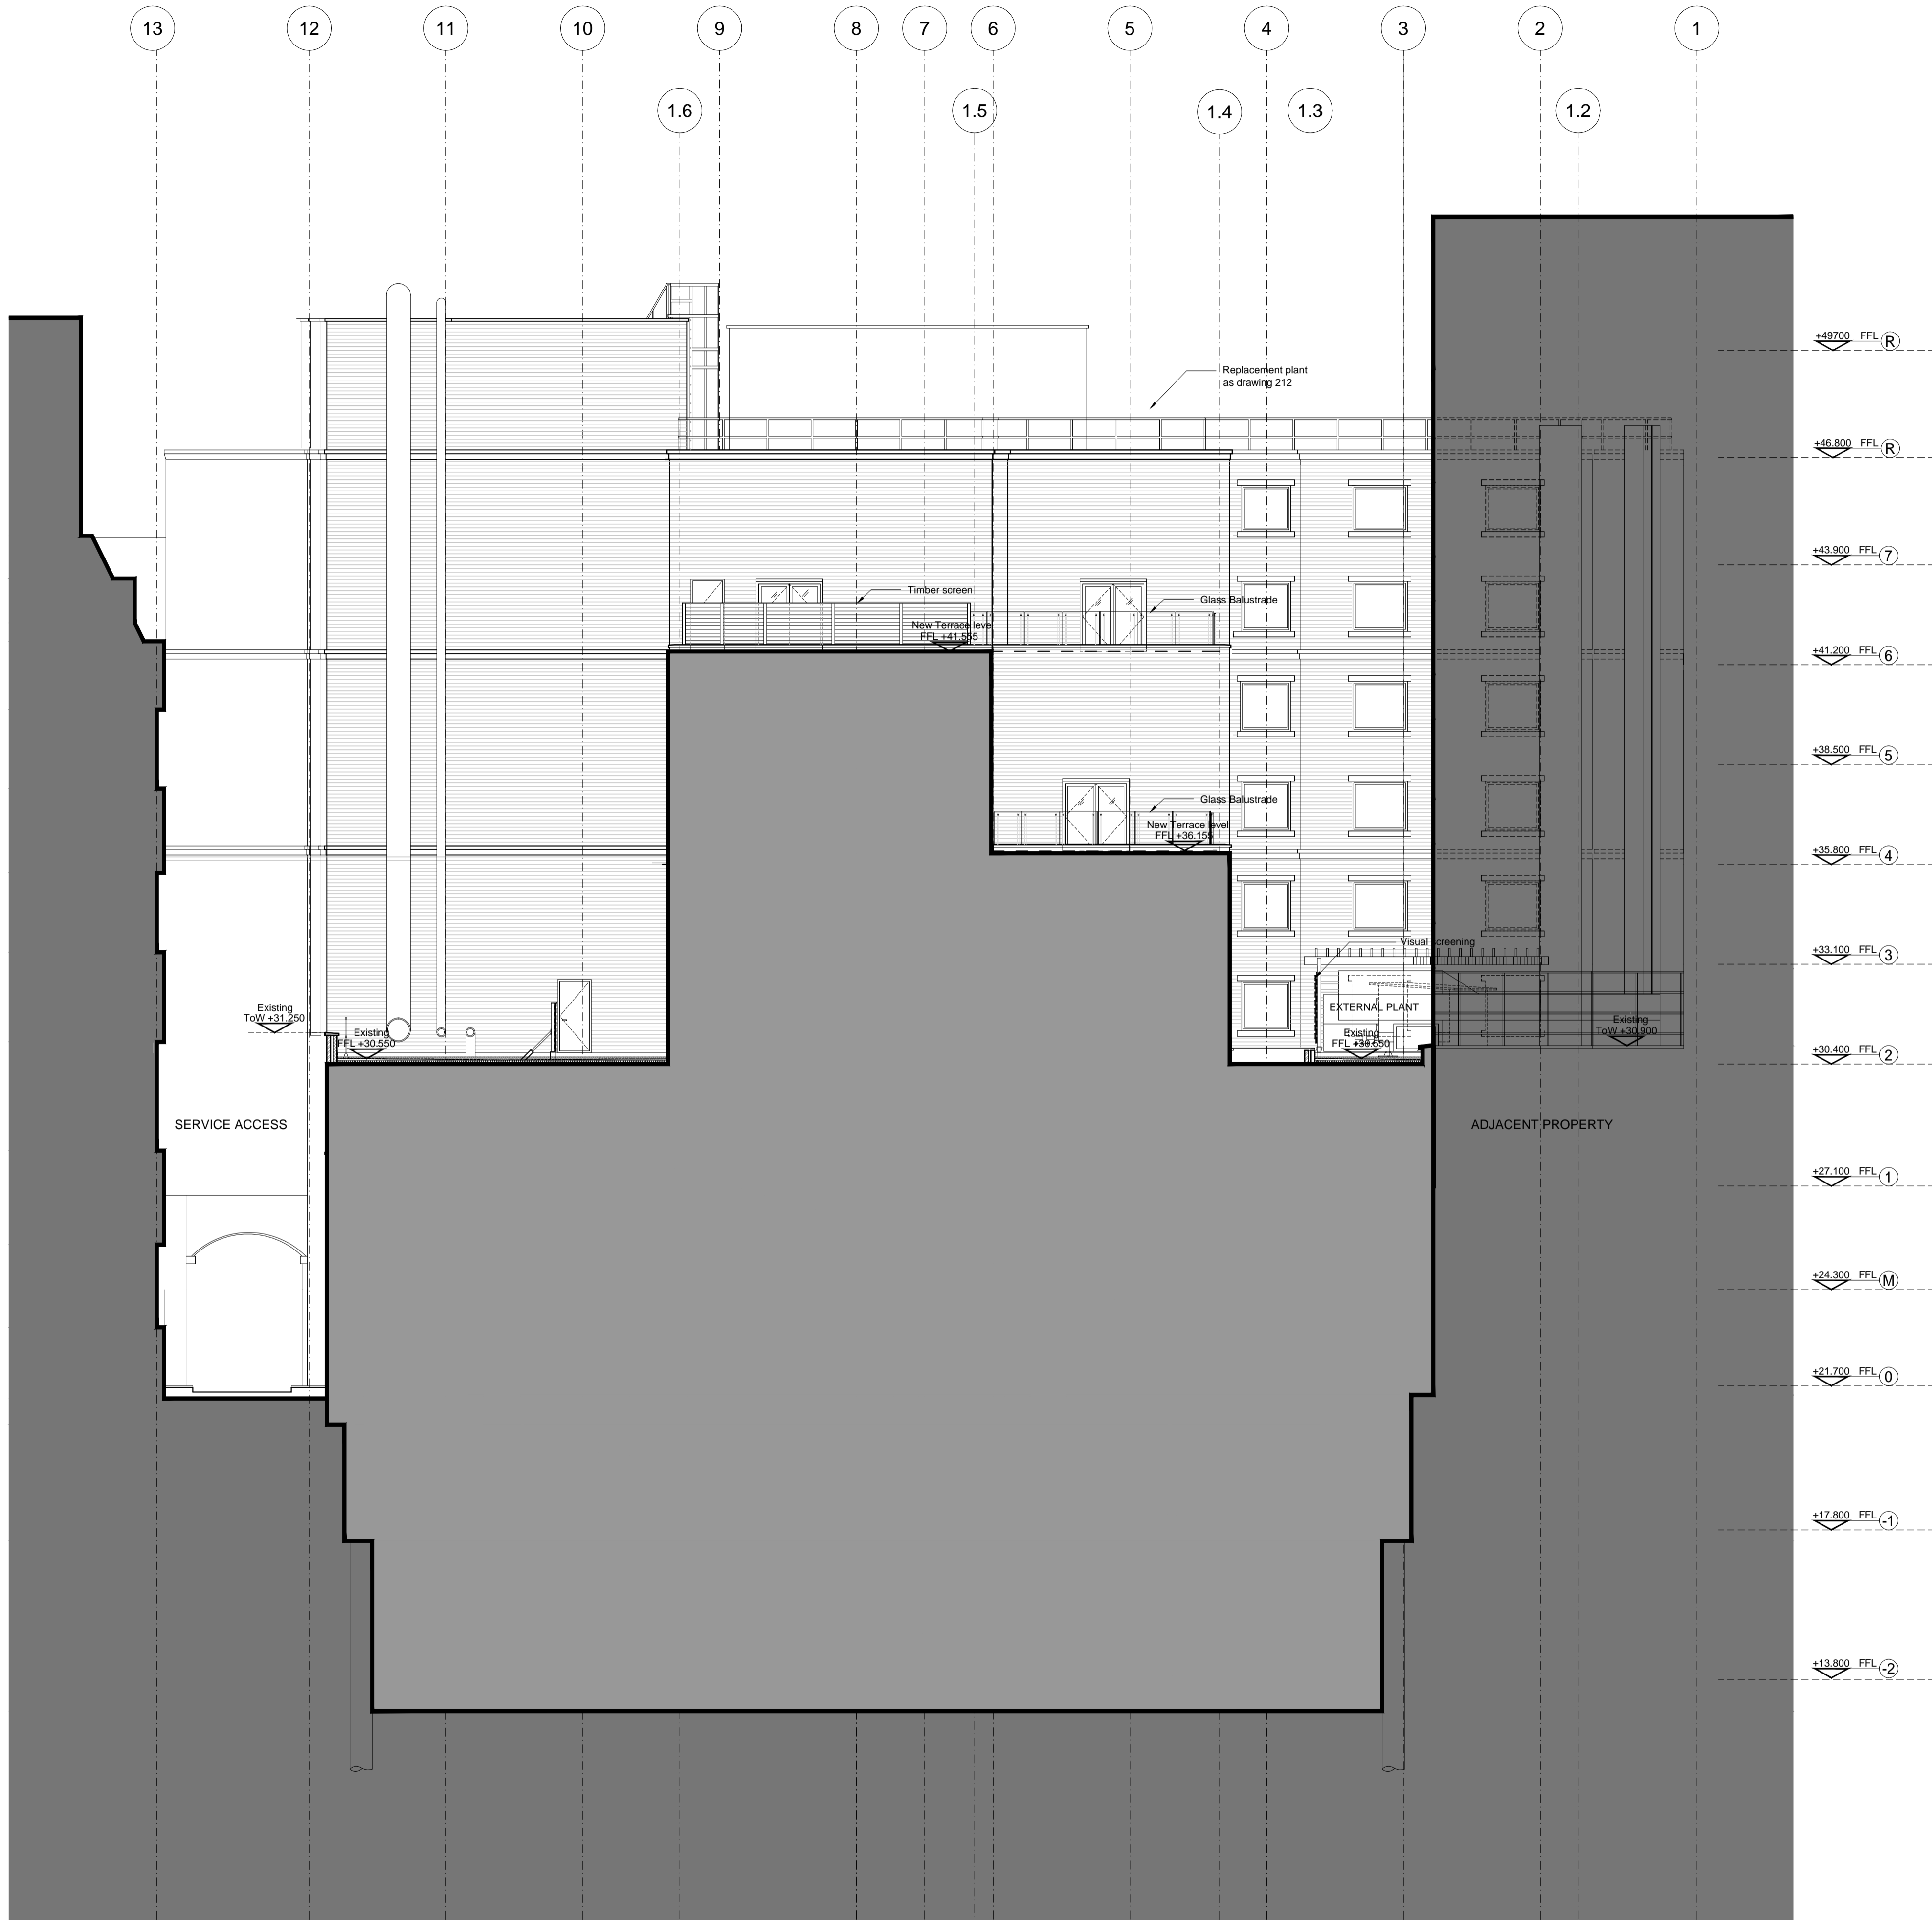 13 12 11 10 9 8 7 6 5 4 3 2 1
1.6 1.5 1.4 1.3 1.2
+49700 FFL R
Replacement plant
as drawing 212
+46.800 FFL R
+43.900 FFL 7
Timber screen
Glass Balustrade
New Terrace level
FFL +41.555
+41.200 FFL 6
+38.500 FFL 5
Glass Balustrade
New Terrace level
FFL +36.155
+35.800 FFL 4
Visual screening
+33.100 FFL 3
EXTERNAL PLANT
Existing
ToW +31.250
Existing
FFL +30.550
Existing
FFL
Existing
ToW +30.900
+30.400 FFL 2
SERVICE ACCESS
ADJACENT PROPERTY
+27.100 FFL 1
+24.300 FFL M
+21.700 FFL 0
+17.800 FFL -1
+13.800 FFL -2